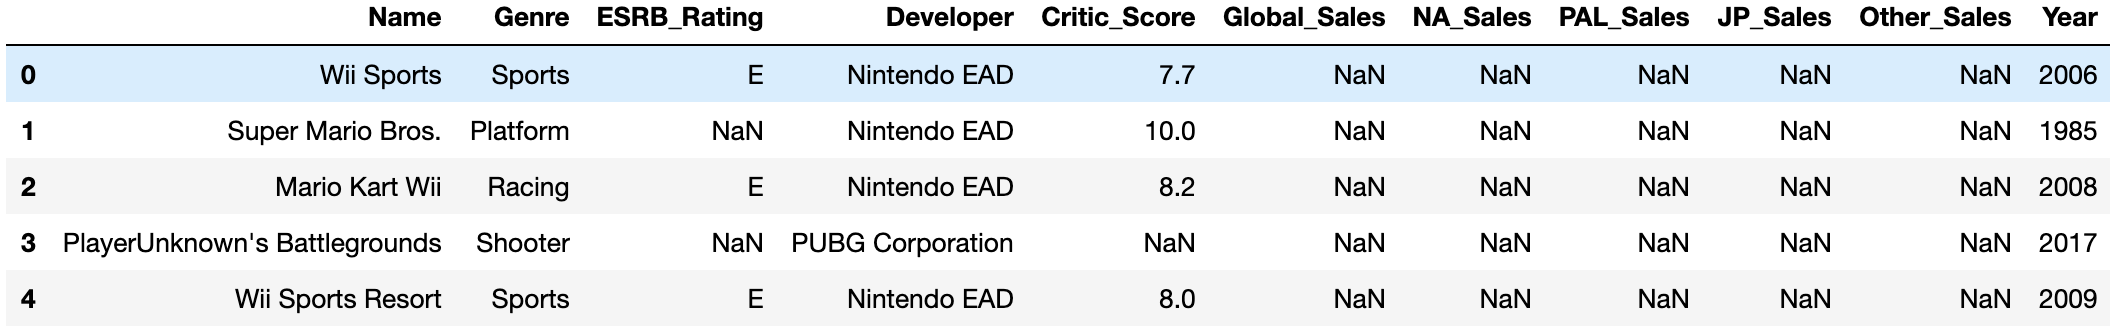 Name Genre ESRB_Rating Developer Critic_Score Global_Sales NA_Sales PAL_Sales JP_Sales Other_Sales Year
0 Wii Sports Sports E Nintendo EAD 7.7 NaN NaN NaN NaN NaN 2006
1 Super Mario Bros. Platform NaN Nintendo EAD 10.0 NaN NaN NaN NaN NaN 1985
2 Mario Kart Wii Racing E Nintendo EAD 8.2 NaN NaN NaN NaN NaN 2008
3 PlayerUnknown's Battlegrounds Shooter NaN PUBG Corporation NaN NaN NaN NaN NaN NaN 2017
4 Wii Sports Resort Sports E Nintendo EAD 8.0 NaN NaN NaN NaN NaN 2009